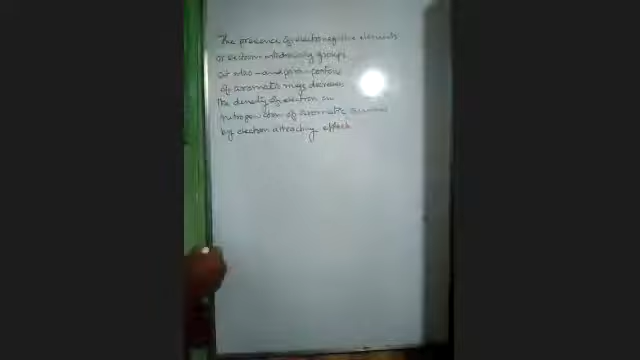 The presence of electronegative elements
or electron withdrawing groups
at ortho - and para-positions
of aromatic rings decreases
the density of electron on
nitrogen atom of aromatic amines
by electron attracting effect